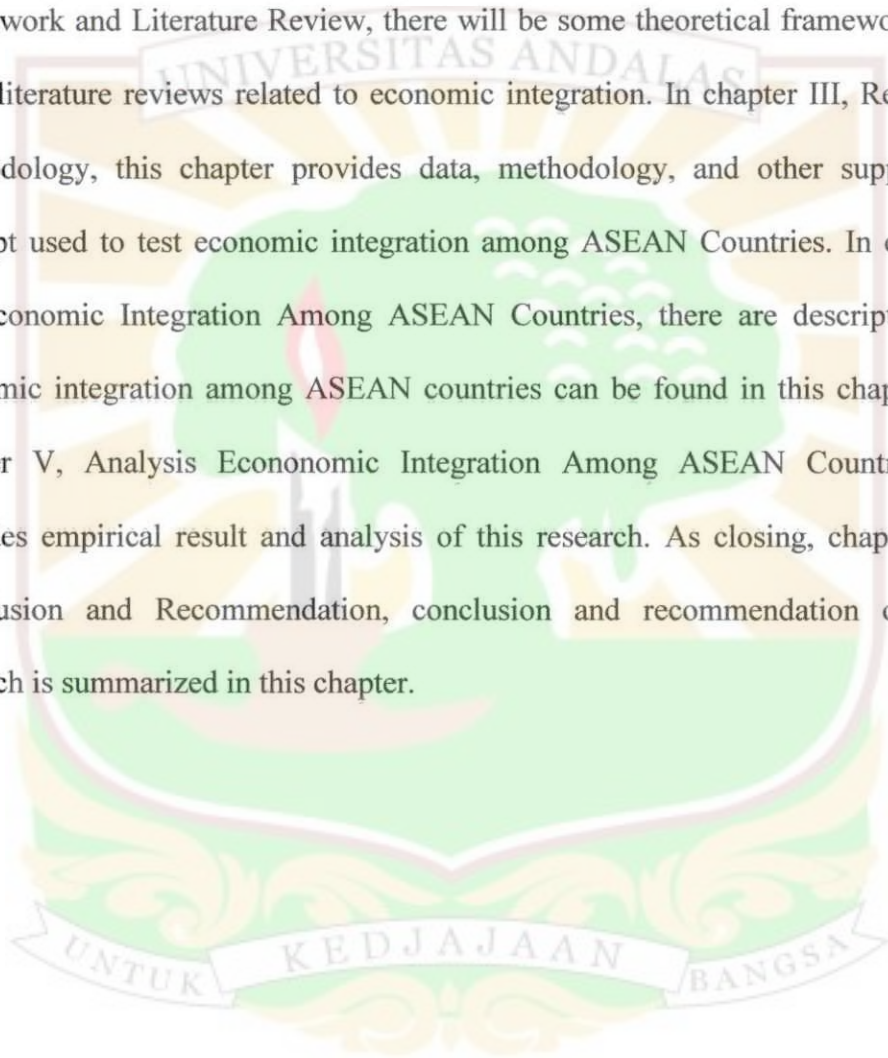 work and Literature Review, there will be some theoretical framewo
UNIVERSITAS ANDALAS
literature reviews related to economic integration. In chapter III, Re
dology, this chapter provides data, methodology, and other supp
pt used to test economic integration among ASEAN Countries. In c
conomic Integration Among ASEAN Countries, there are descript
mic integration among ASEAN countries can be found in this chap
r V, Analysis Econonomic Integration Among ASEAN Countr
es empirical result and analysis of this research. As closing, chap
usion and Recommendation, conclusion and recommendation o
ch is summarized in this chapter.
UNTUK KEDJAJAAN BANGSA